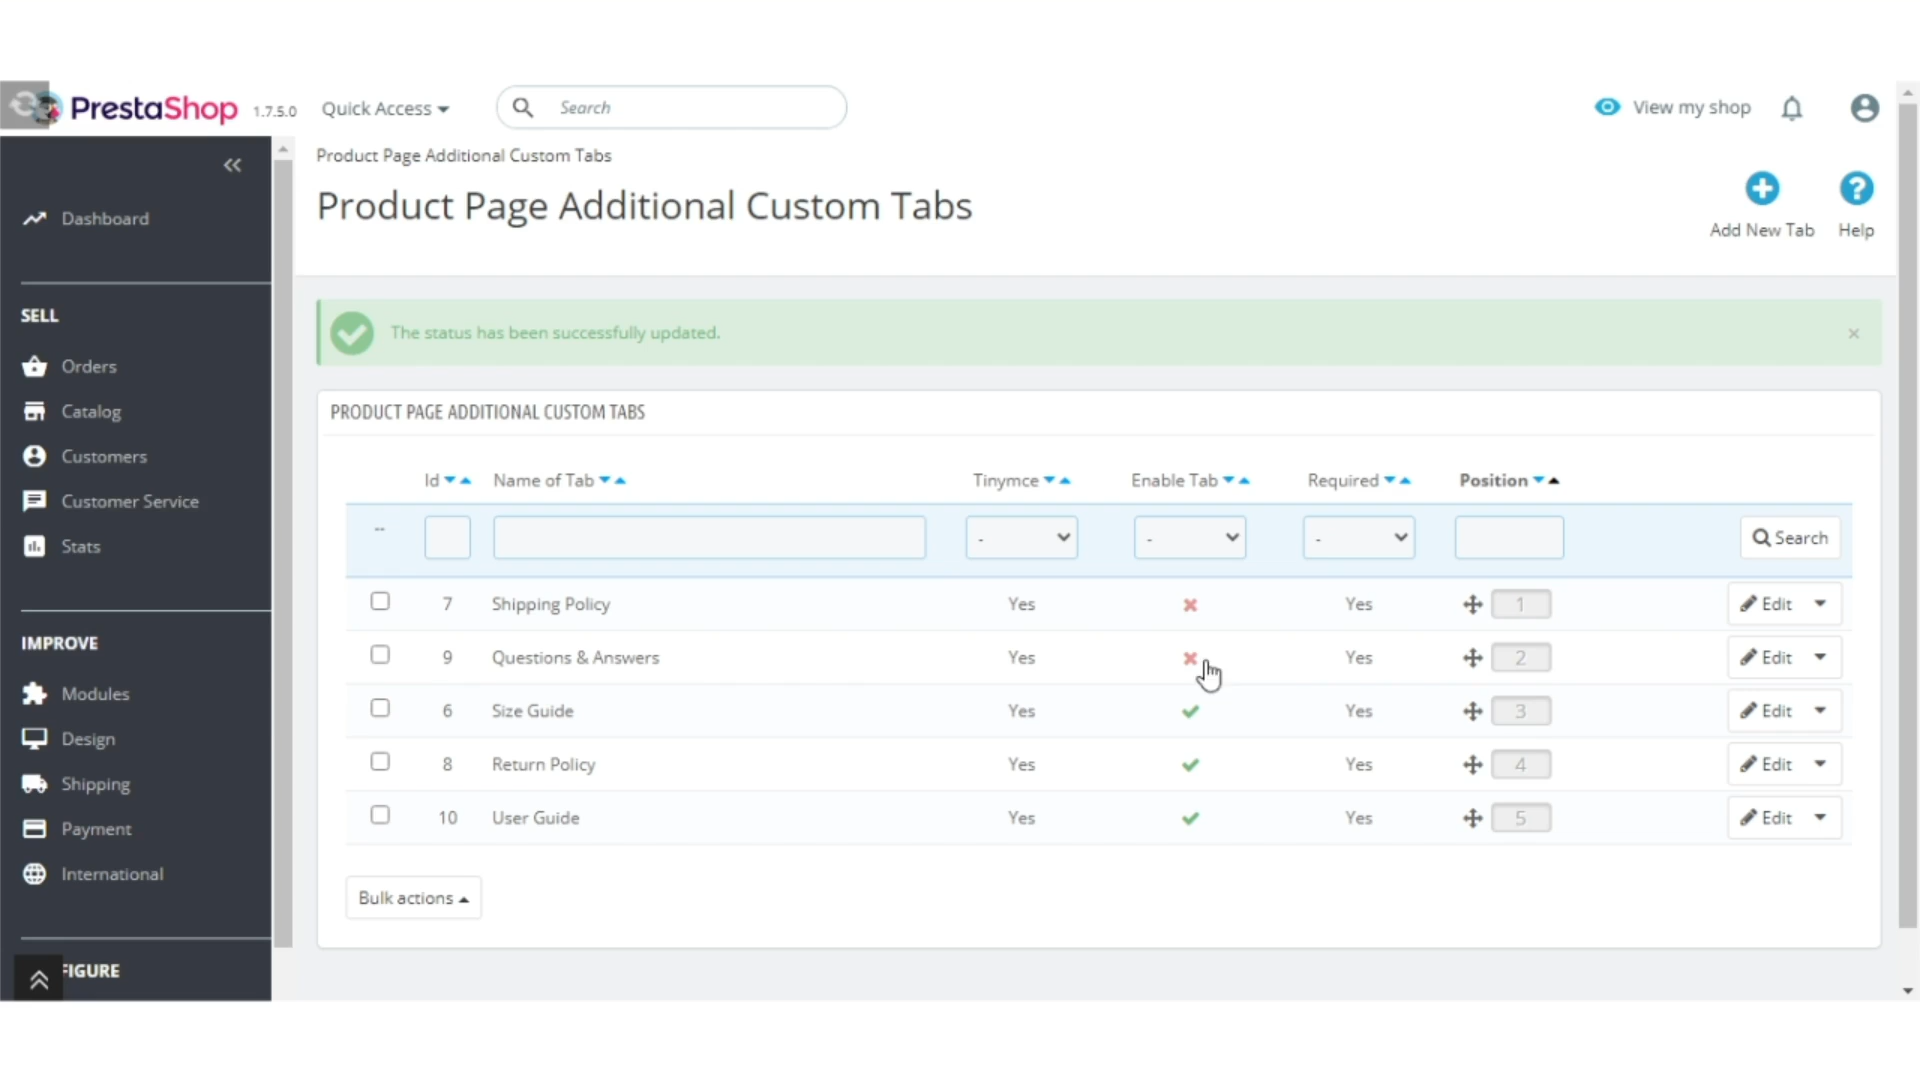 PrestaShop 1.7.5.0 Quick Access Search View my shop
Product Page Additional Custom Tabs
Product Page Additional Custom Tabs
Add New Tab Help
Dashboard
SELL
Orders
Catalog
Customers
Customer Service
Stats
IMPROVE
Modules
Design
Shipping
Payment
International
FIGURE
The status has been successfully updated. ×
PRODUCT PAGE ADDITIONAL CUSTOM TABS
Id Name of Tab Tinymce Enable Tab Required Position
-- - - - Search
7 Shipping Policy Yes Yes 1 Edit
9 Questions & Answers Yes Yes 2 Edit
6 Size Guide Yes Yes 3 Edit
8 Return Policy Yes Yes 4 Edit
10 User Guide Yes Yes 5 Edit
Bulk actions